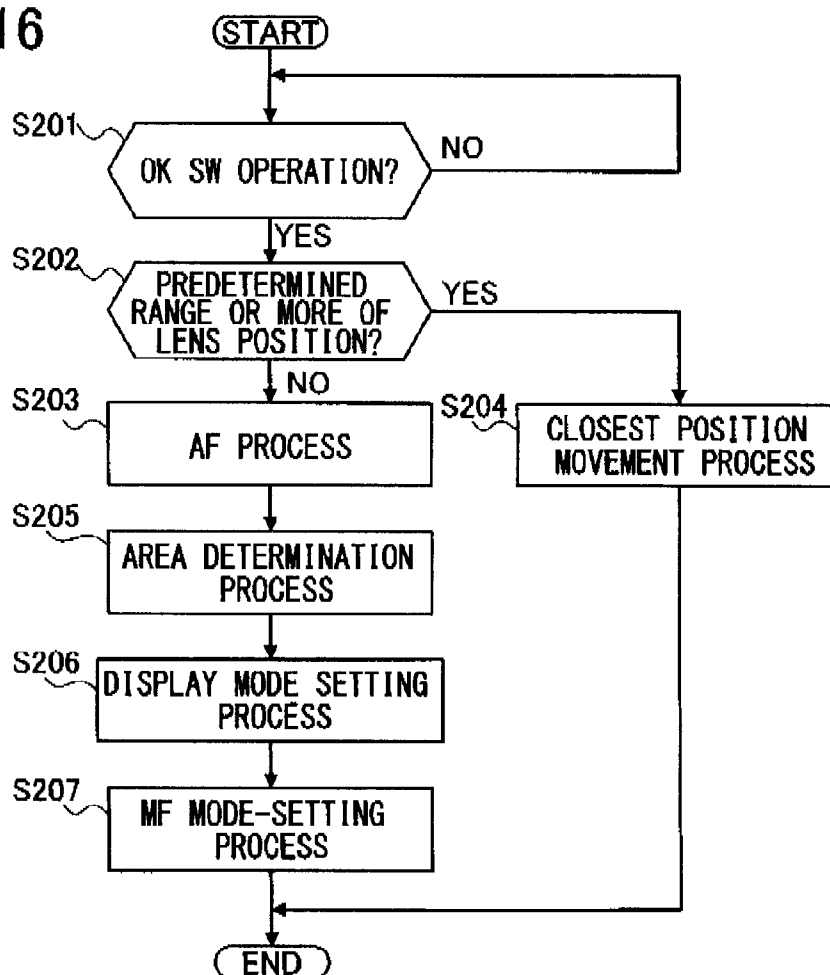 16
START
S201
OK SW OPERATION?
NO
YES
S202
PREDETERMINED
RANGE OR MORE OF
LENS POSITION?
YES
NO
S203
AF PROCESS
S204
CLOSEST POSITION
MOVEMENT PROCESS
S205
AREA DETERMINATION
PROCESS
S206
DISPLAY MODE SETTING
PROCESS
S207
MF MODE-SETTING
PROCESS
END